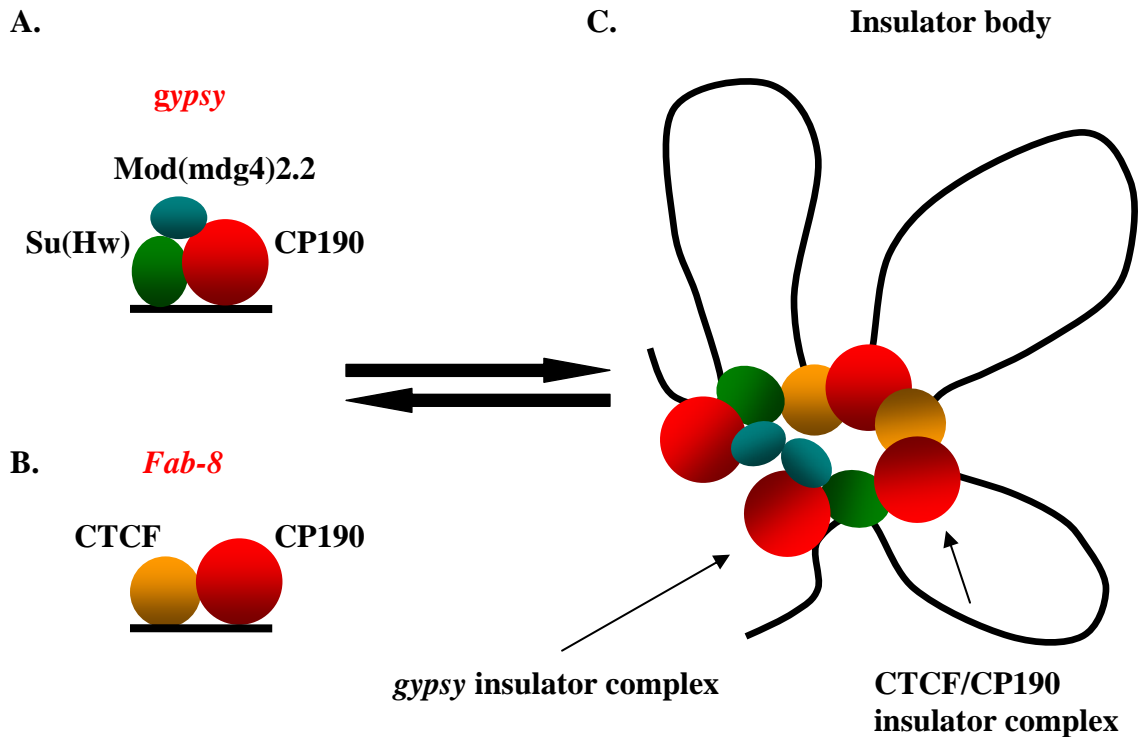 A.
gypsy
Mod(mdg4)2.2
Su(Hw)
CP190
B.
Fab-8
CTCF
CP190
C.
Insulator body
gypsy insulator complex
CTCF/CP190
insulator complex